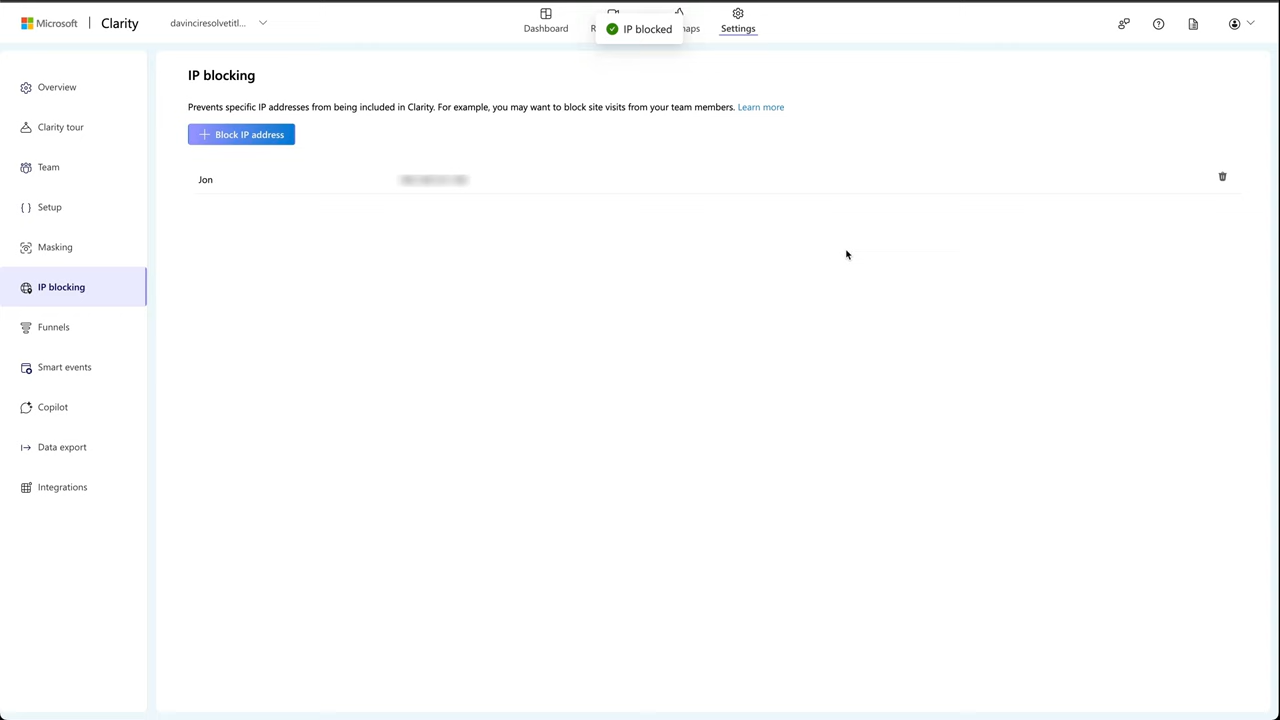 Microsoft | Clarity
davinciresolvetitl...
Dashboard
IP blocked
aps
Settings
Overview
Clarity tour
Team
Setup
Masking
IP blocking
Funnels
Smart events
Copilot
Data export
Integrations
IP blocking
Prevents specific IP addresses from being included in Clarity. For example, you may want to block site visits from your team members. Learn more
Block IP address
Jon